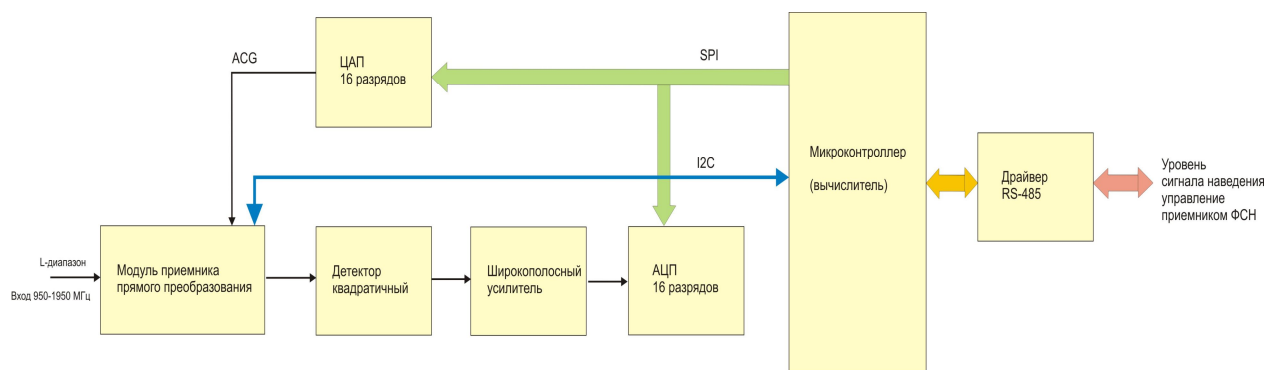 ЦАП
16 разрядов
ACG
SPI
Микроконтроллер
(вычислитель)
I2C
Драйвер
RS-485
Уровень
сигнала наведения
управление
приемником ФСН
L-диапазон
Вход 950-1950 МГц
Модуль приемника
прямого преобразования
Детектор
квадратичный
Широкополосный
усилитель
АЦП
16 разрядов